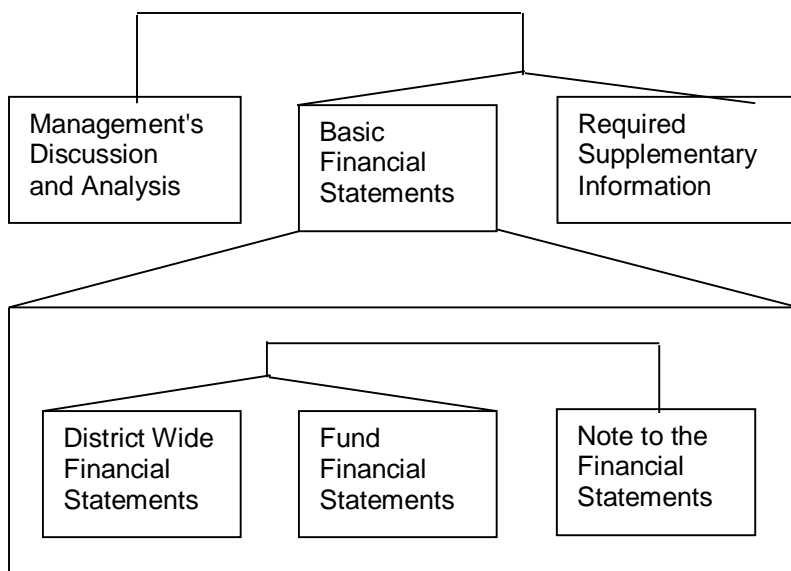 Management's
Discussion
and Analysis
Basic
Financial
Statements
Required
Supplementary
Information
District Wide
Financial
Statements
Fund
Financial
Statements
Note to the
Financial
Statements